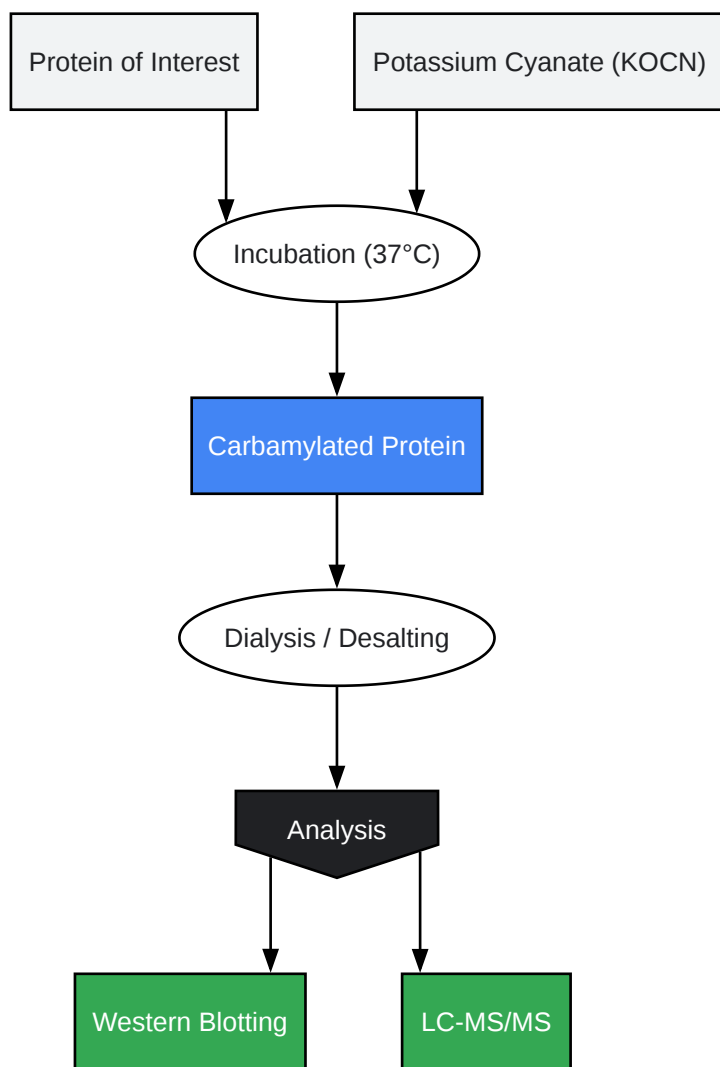 Protein of Interest
Potassium Cyanate (KOCN)
Incubation (37°C)
Carbamylated Protein
Dialysis / Desalting
Analysis
Western Blotting
LC-MS/MS